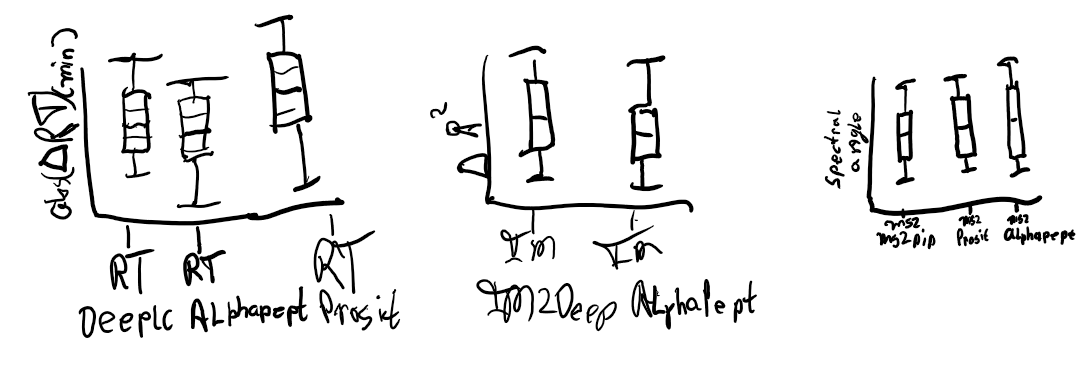 abs(ΔRT)(min)
RT RT RT
Deeplc Alphapept Prosit
Δ R²
Im Im
IM2Deep AlphaPept
Spectral
angle
ms2 ms2 ms2
ms2pip Prosit Alphapept